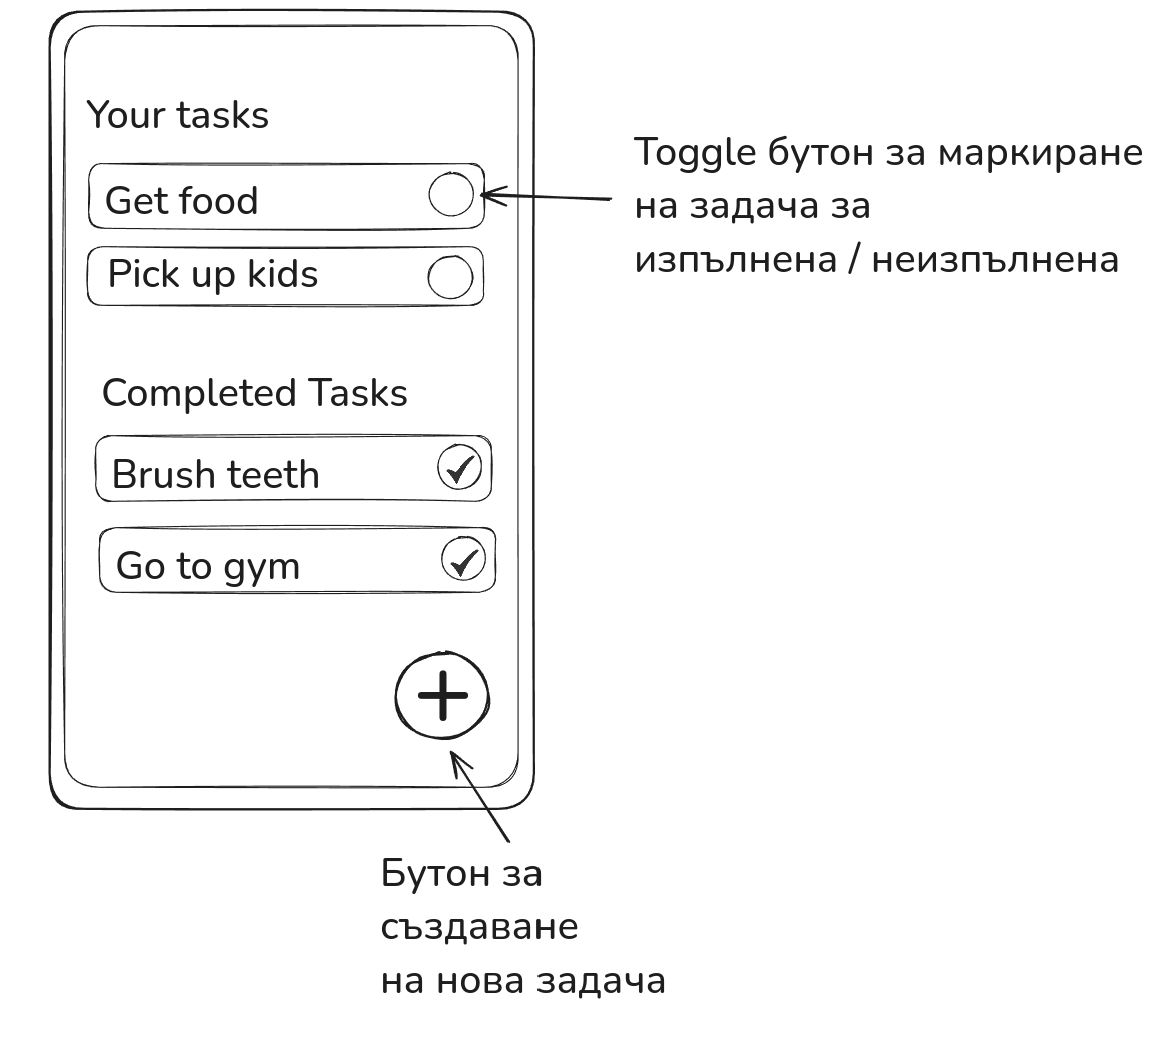 Your tasks
Get food
Pick up kids
Completed Tasks
Brush teeth
Go to gym
Toggle бутон за маркиране
на задача за
изпълнена / неизпълнена
Бутон за
създаване
на нова задача